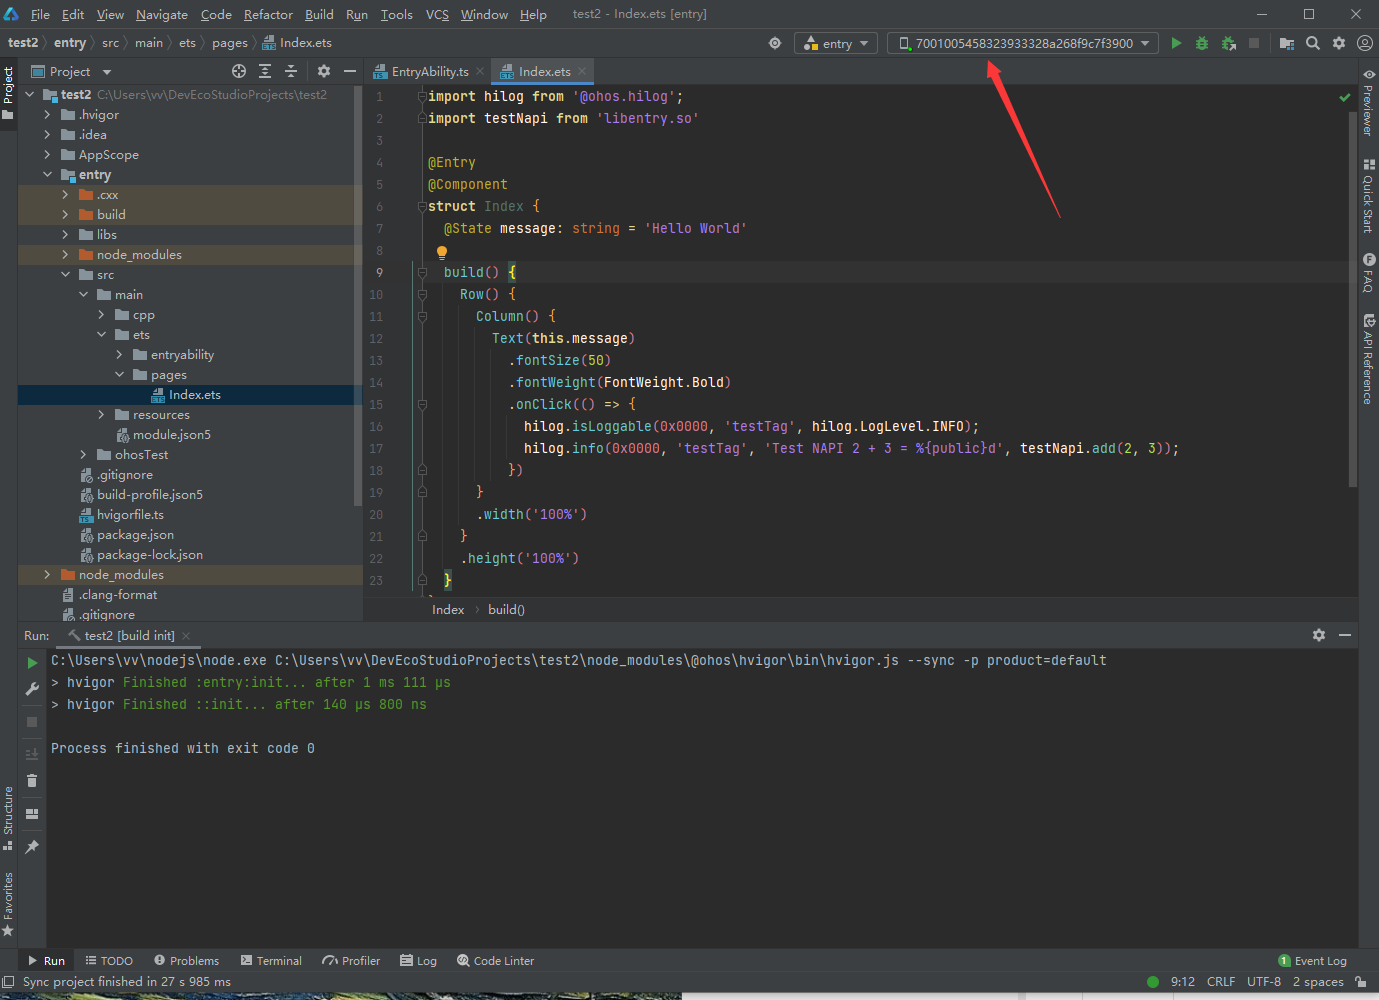 File Edit View Navigate Code Refactor Build Run Tools VCS Window Help test2 - Index.ets [entry]
test2 entry src main ets pages Index.ets entry 7001005458323933328a268f9c7f3900
Project
EntryAbility.ts Index.ets
test2 C:\Users\vv\DevEcoStudioProjects\test2
.hvigor
.idea
AppScope
entry
.cxx
build
libs
node_modules
src
main
cpp
ets
entryability
pages
Index.ets
resources
module.json5
ohosTest
.gitignore
build-profile.json5
hvigorfile.ts
package.json
package-lock.json
node_modules
.clang-format
.gitignore
1 import hilog from '@ohos.hilog';
2 import testNapi from 'libentry.so'
3
4 @Entry
5 @Component
6 struct Index {
7 @State message: string = 'Hello World'
8
9 build() {
10 Row() {
11 Column() {
12 Text(this.message)
13 .fontSize(50)
14 .fontWeight(FontWeight.Bold)
15 .onClick(() => {
16 hilog.isLoggable(0x0000, 'testTag', hilog.LogLevel.INFO);
17 hilog.info(0x0000, 'testTag', 'Test NAPI 2 + 3 = %{public}d', testNapi.add(2, 3));
18 })
19 }
20 .width('100%')
21 }
22 .height('100%')
23 }
Index build()
Project
Structure
Favorites
Previewer
Quick Start
FAQ
API Reference
Run: test2 [build init]
C:\Users\vv\nodejs\node.exe C:\Users\vv\DevEcoStudioProjects\test2\node_modules\@ohos\hvigor\bin\hvigor.js --sync -p product=default
> hvigor Finished :entry:init... after 1 ms 111 µs
> hvigor Finished ::init... after 140 µs 800 ns
Process finished with exit code 0
Run TODO Problems Terminal Profiler Log Code Linter 1 Event Log
Sync project finished in 27 s 985 ms 9:12 CRLF UTF-8 2 spaces